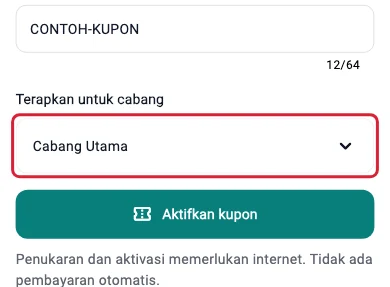 CONTOH-KUPON
12/64
Terapkan untuk cabang
Cabang Utama
Aktifkan kupon
Penukaran dan aktivasi memerlukan internet. Tidak ada
pembayaran otomatis.